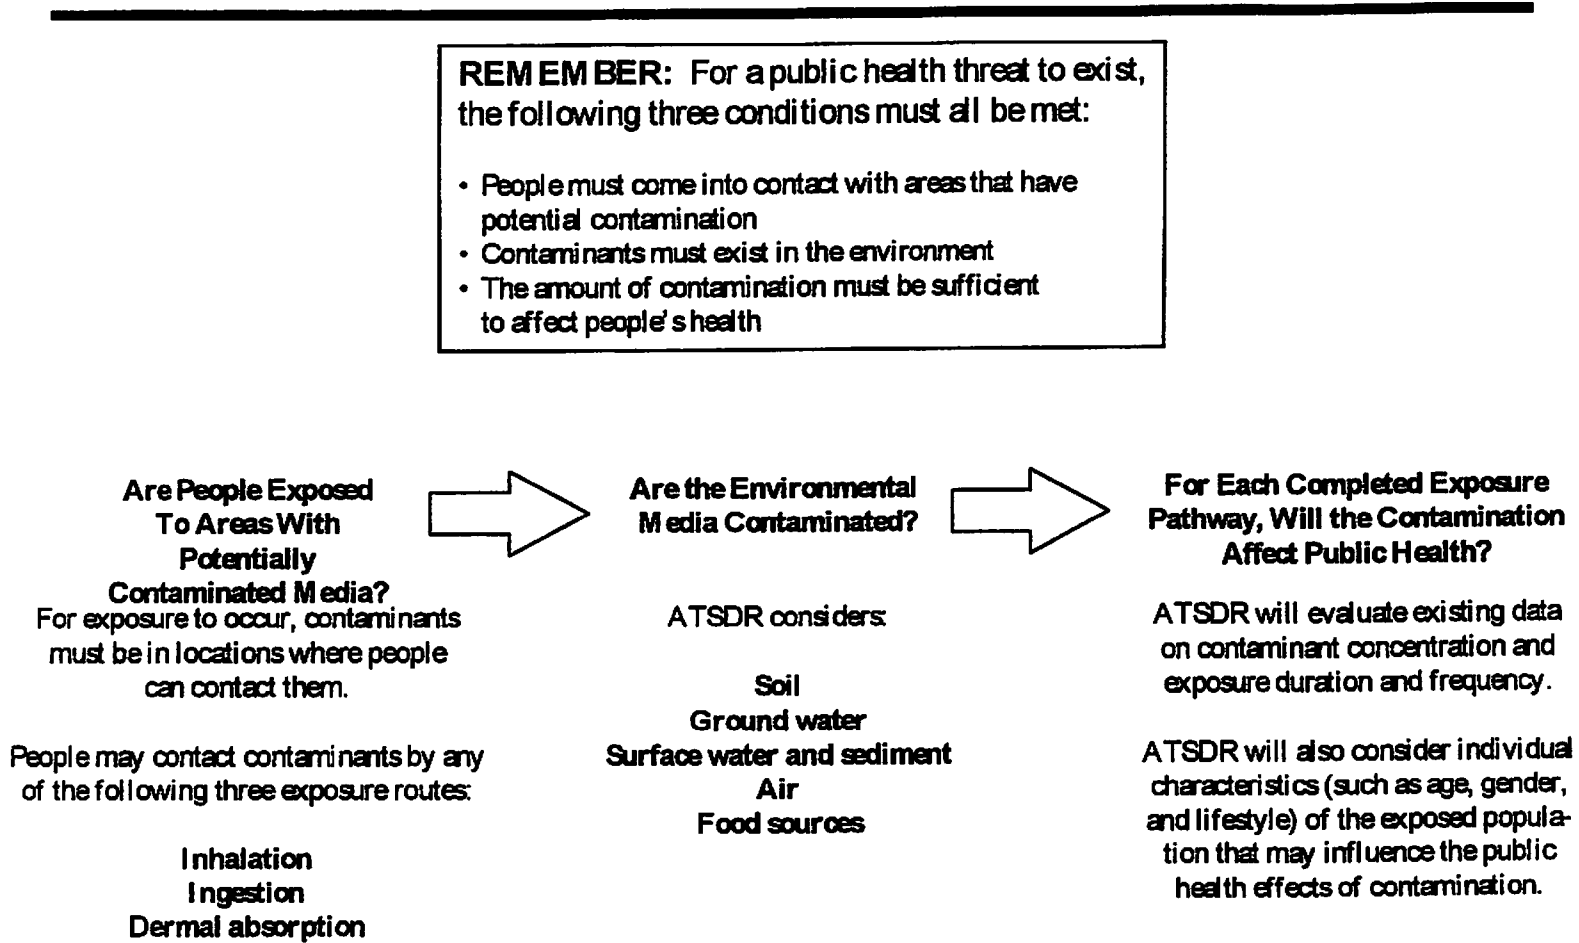 REMEMBER: For a public health threat to exist,
the following three conditions must all be met:
• People must come into contact with areas that have
potential contamination
• Contaminants must exist in the environment
• The amount of contamination must be sufficient
to affect people's health
Are People Exposed
To Areas With
Potentially
Contaminated Media?
For exposure to occur, contaminants
must be in locations where people
can contact them.
People may contact contaminants by any
of the following three exposure routes:
Inhalation
Ingestion
Dermal absorption
Are the Environmental
Media Contaminated?
ATSDR considers:
Soil
Ground water
Surface water and sediment
Air
Food sources
For Each Completed Exposure
Pathway, Will the Contamination
Affect Public Health?
ATSDR will evaluate existing data
on contaminant concentration and
exposure duration and frequency.
ATSDR will also consider individual
characteristics (such as age, gender,
and lifestyle) of the exposed popula-
tion that may influence the public
health effects of contamination.